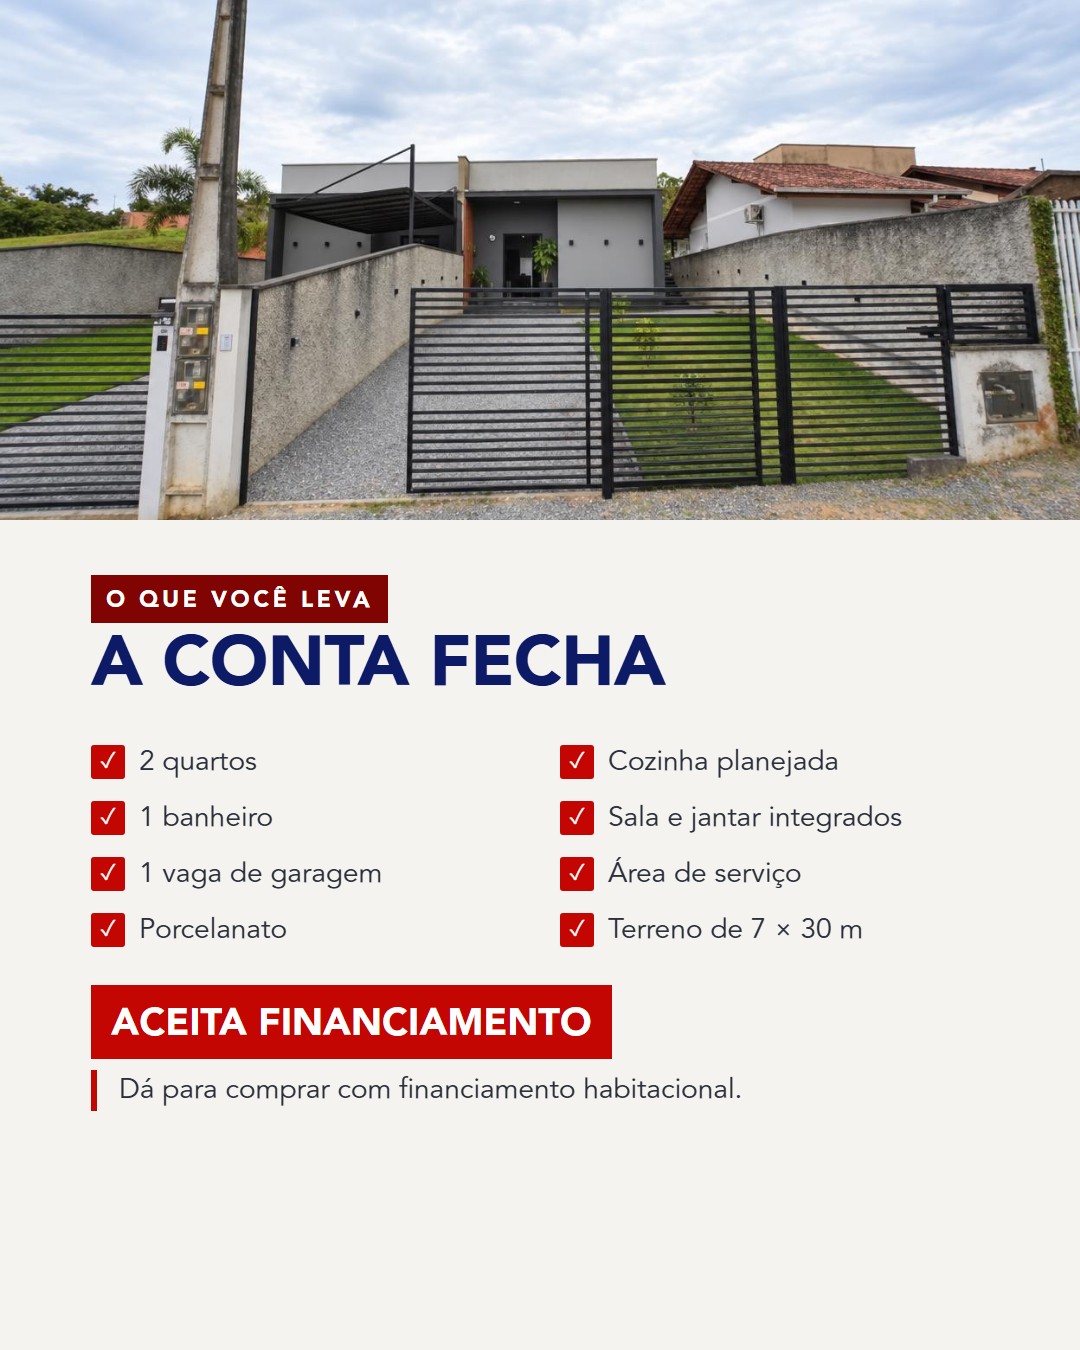 O QUE VOCÊ LEVA
A CONTA FECHA
2 quartos
1 banheiro
1 vaga de garagem
Porcelanato
Cozinha planejada
Sala e jantar integrados
Área de serviço
Terreno de 7 × 30 m
ACEITA FINANCIAMENTO
Dá para comprar com financiamento habitacional.